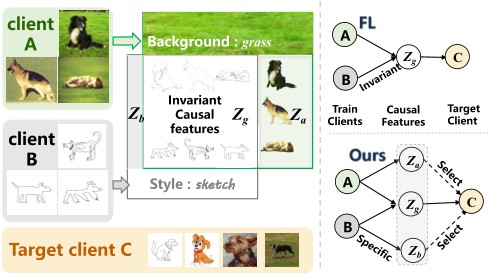 client
A
Background : grass
Z_b
Invariant
Causal
features
Z_g
Z_a
client
B
Style : sketch
Target client C
FL
A
B
Z_g
C
Invariant
Train
Clients
Causal
Features
Target
Client
Ours
A
B
Z_a
Z_g
Z_b
C
Select
Select
Specific